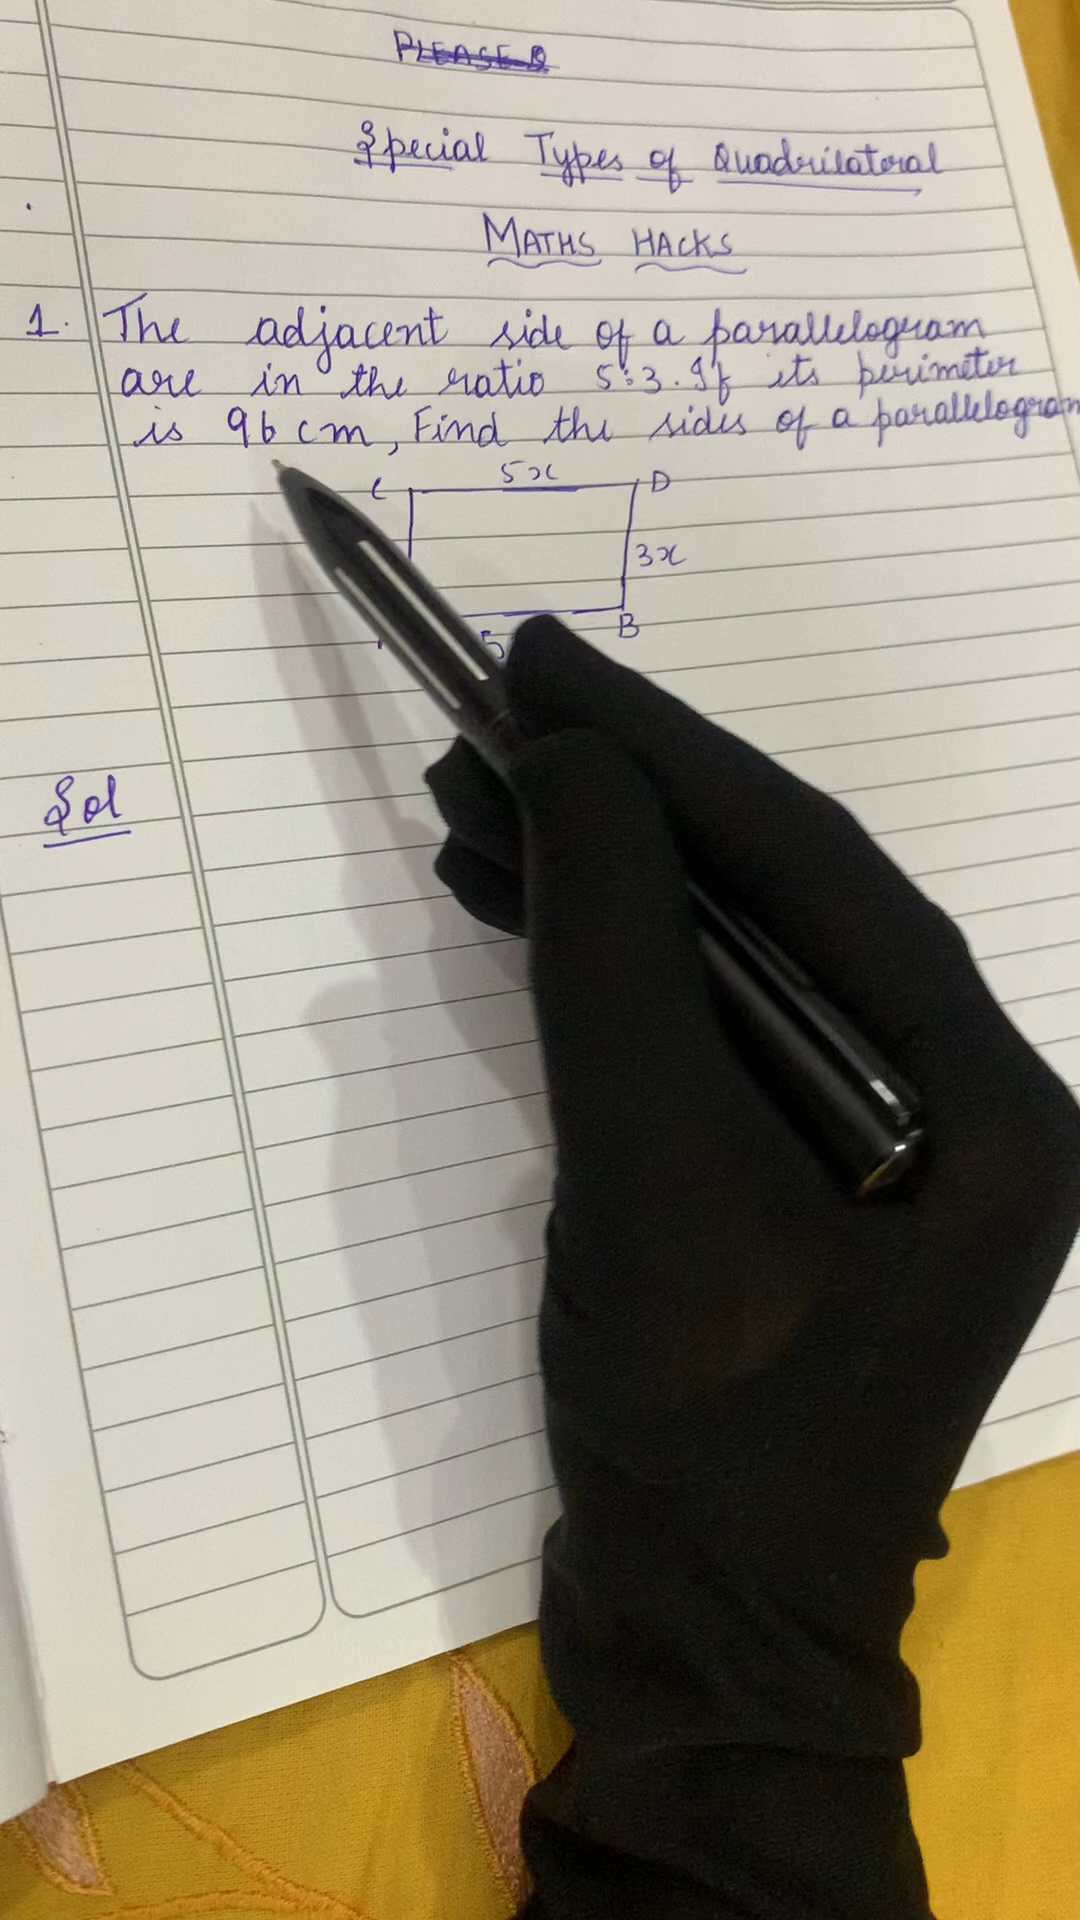 PLEASE
Special Types of Quadrilateral
MATHS HACKS
1. The adjacent side of a parallelogram
are in the ratio 5:3. If its perimeter
is 96 cm, Find the sides of a parallelogram
C 5x D
3x
B
5
Sol